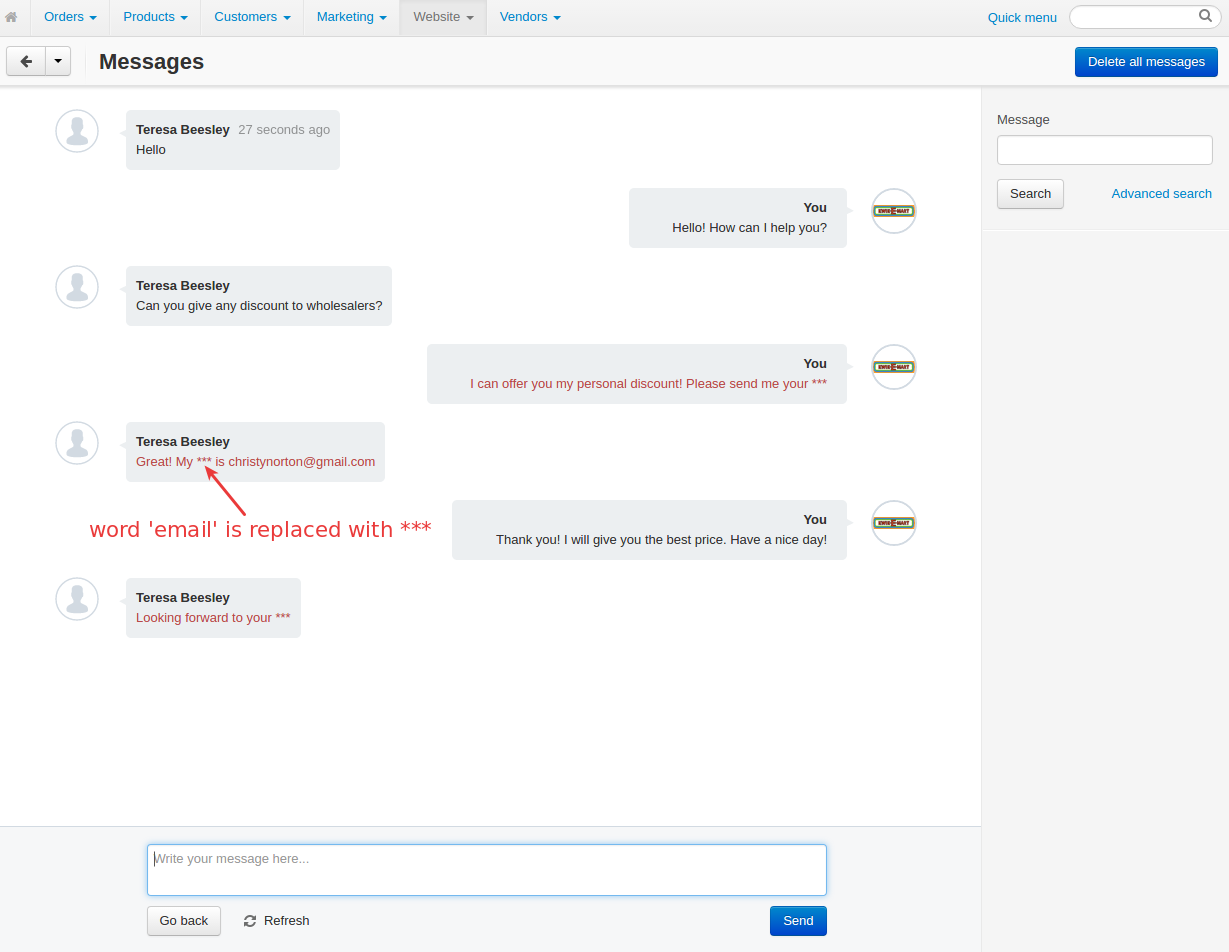 Orders Products Customers Marketing Website Vendors Quick menu
Messages Delete all messages
Message
Search Advanced search
Teresa Beesley 27 seconds ago
Hello
You
Hello! How can I help you?
Teresa Beesley
Can you give any discount to wholesalers?
You
I can offer you my personal discount! Please send me your ***
Teresa Beesley
Great! My *** is christynorton@gmail.com
word 'email' is replaced with ***
You
Thank you! I will give you the best price. Have a nice day!
Teresa Beesley
Looking forward to your ***
Write your message here...
Go back Refresh Send